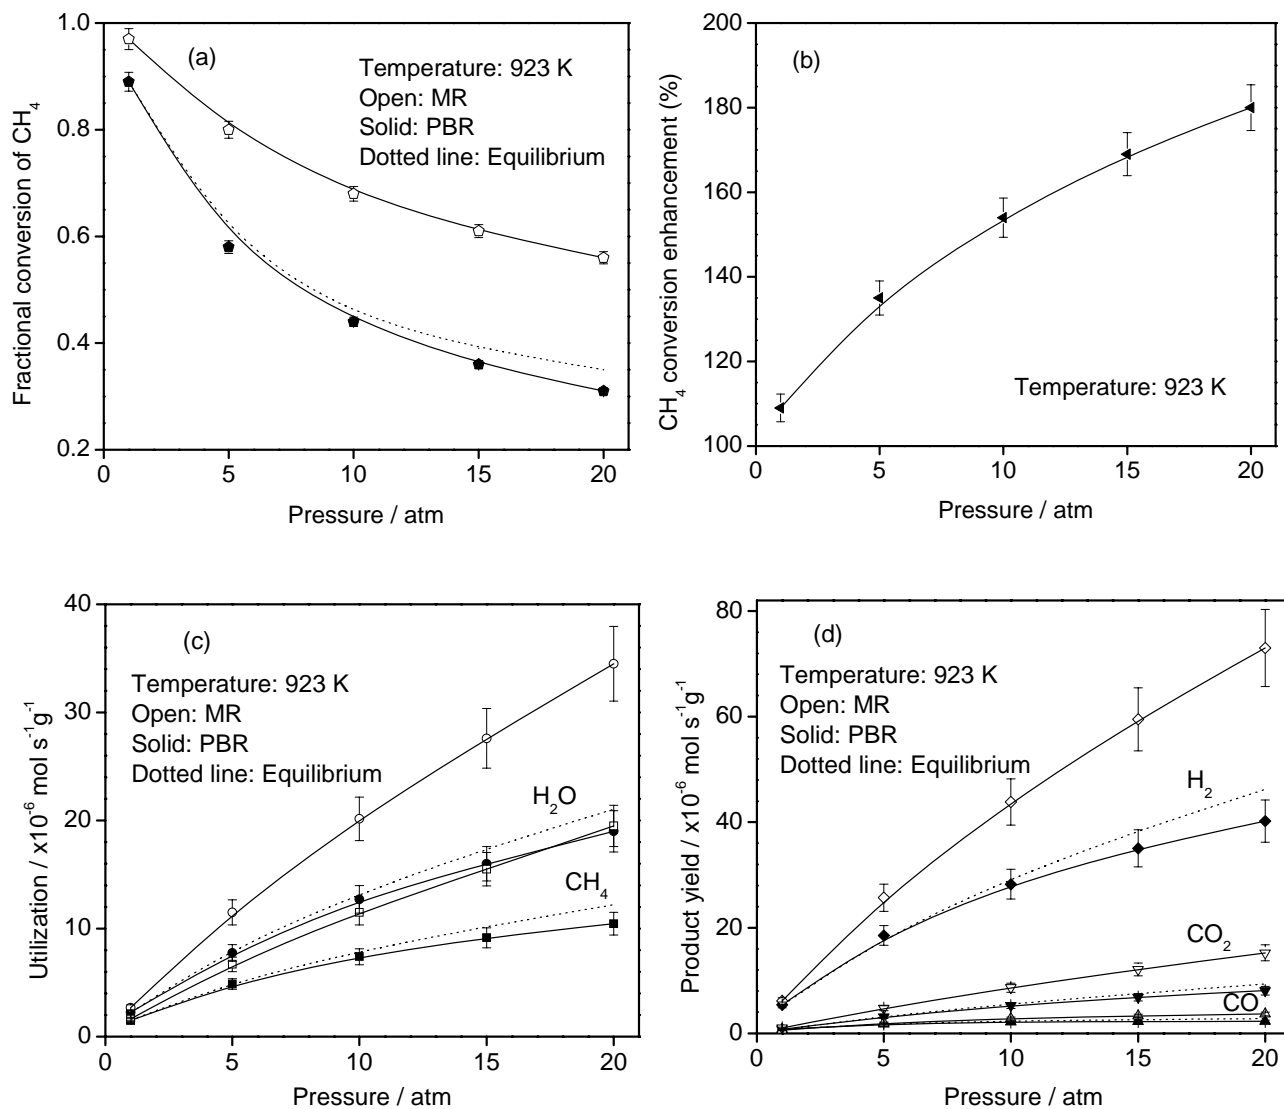 (a)
Temperature: 923 K
Open: MR
Solid: PBR
Dotted line: Equilibrium
Fractional conversion of CH₄
1.0
0.8
0.6
0.4
0.2
0 5 10 15 20
Pressure / atm
(b)
Temperature: 923 K
CH₄ conversion enhancement (%)
200
180
160
140
120
100
0 5 10 15 20
Pressure / atm
(c)
Temperature: 923 K
Open: MR
Solid: PBR
Dotted line: Equilibrium
H₂O
CH₄
Utilization / x10⁻⁶ mol s⁻¹g⁻¹
40
30
20
10
0
0 5 10 15 20
Pressure / atm
(d)
Temperature: 923 K
Open: MR
Solid: PBR
Dotted line: Equilibrium
H₂
CO₂
CO
Product yield / x10⁻⁶ mol s⁻¹g⁻¹
80
60
40
20
0
0 5 10 15 20
Pressure / atm